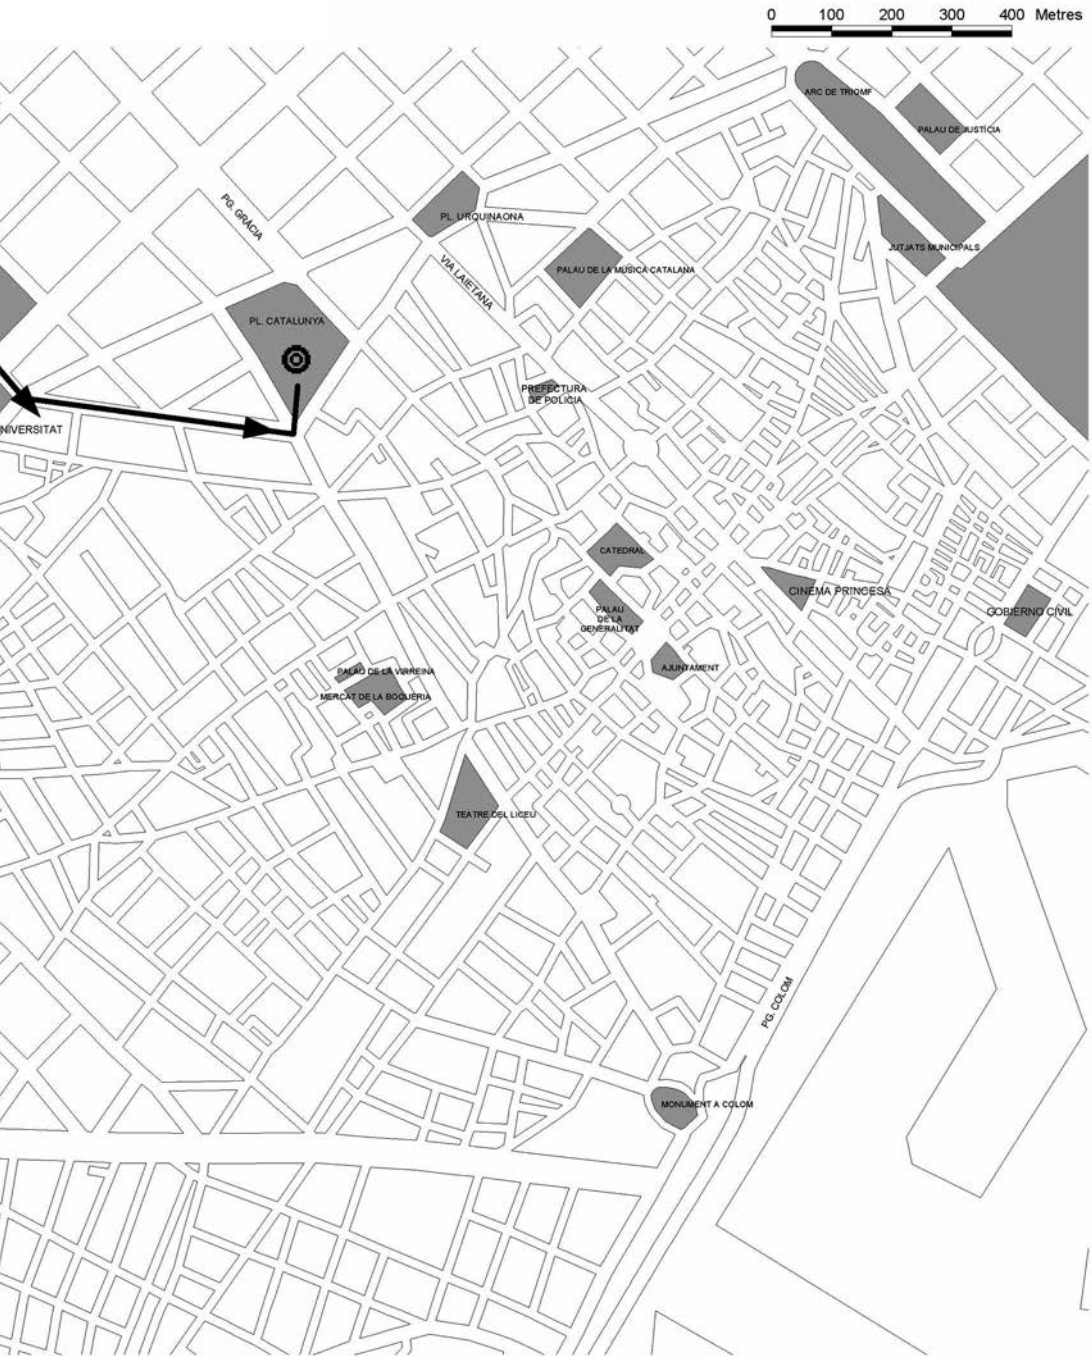 0 100 200 300 400 Metres
ARC DE TRIOMF
PALAU DE JUSTÍCIA
PG. GRÀCIA
PL. URQUINAONA
JUTJATS MUNICIPALS
VIA LAIETANA
PALAU DE LA MÚSICA CATALANA
PL. CATALUNYA
PREFECTURA
DE POLICIA
NIVERSITAT
CATEDRAL
CINEMA PRINCESA
PALAU
DE LA
GENERALITAT
GOBIERNO CIVIL
AJUNTAMENT
PALAU DE LA VIRREINA
MERCAT DE LA BOQUERIA
TEATRE DEL LICEU
PG. COLOM
MONUMENT A COLOM